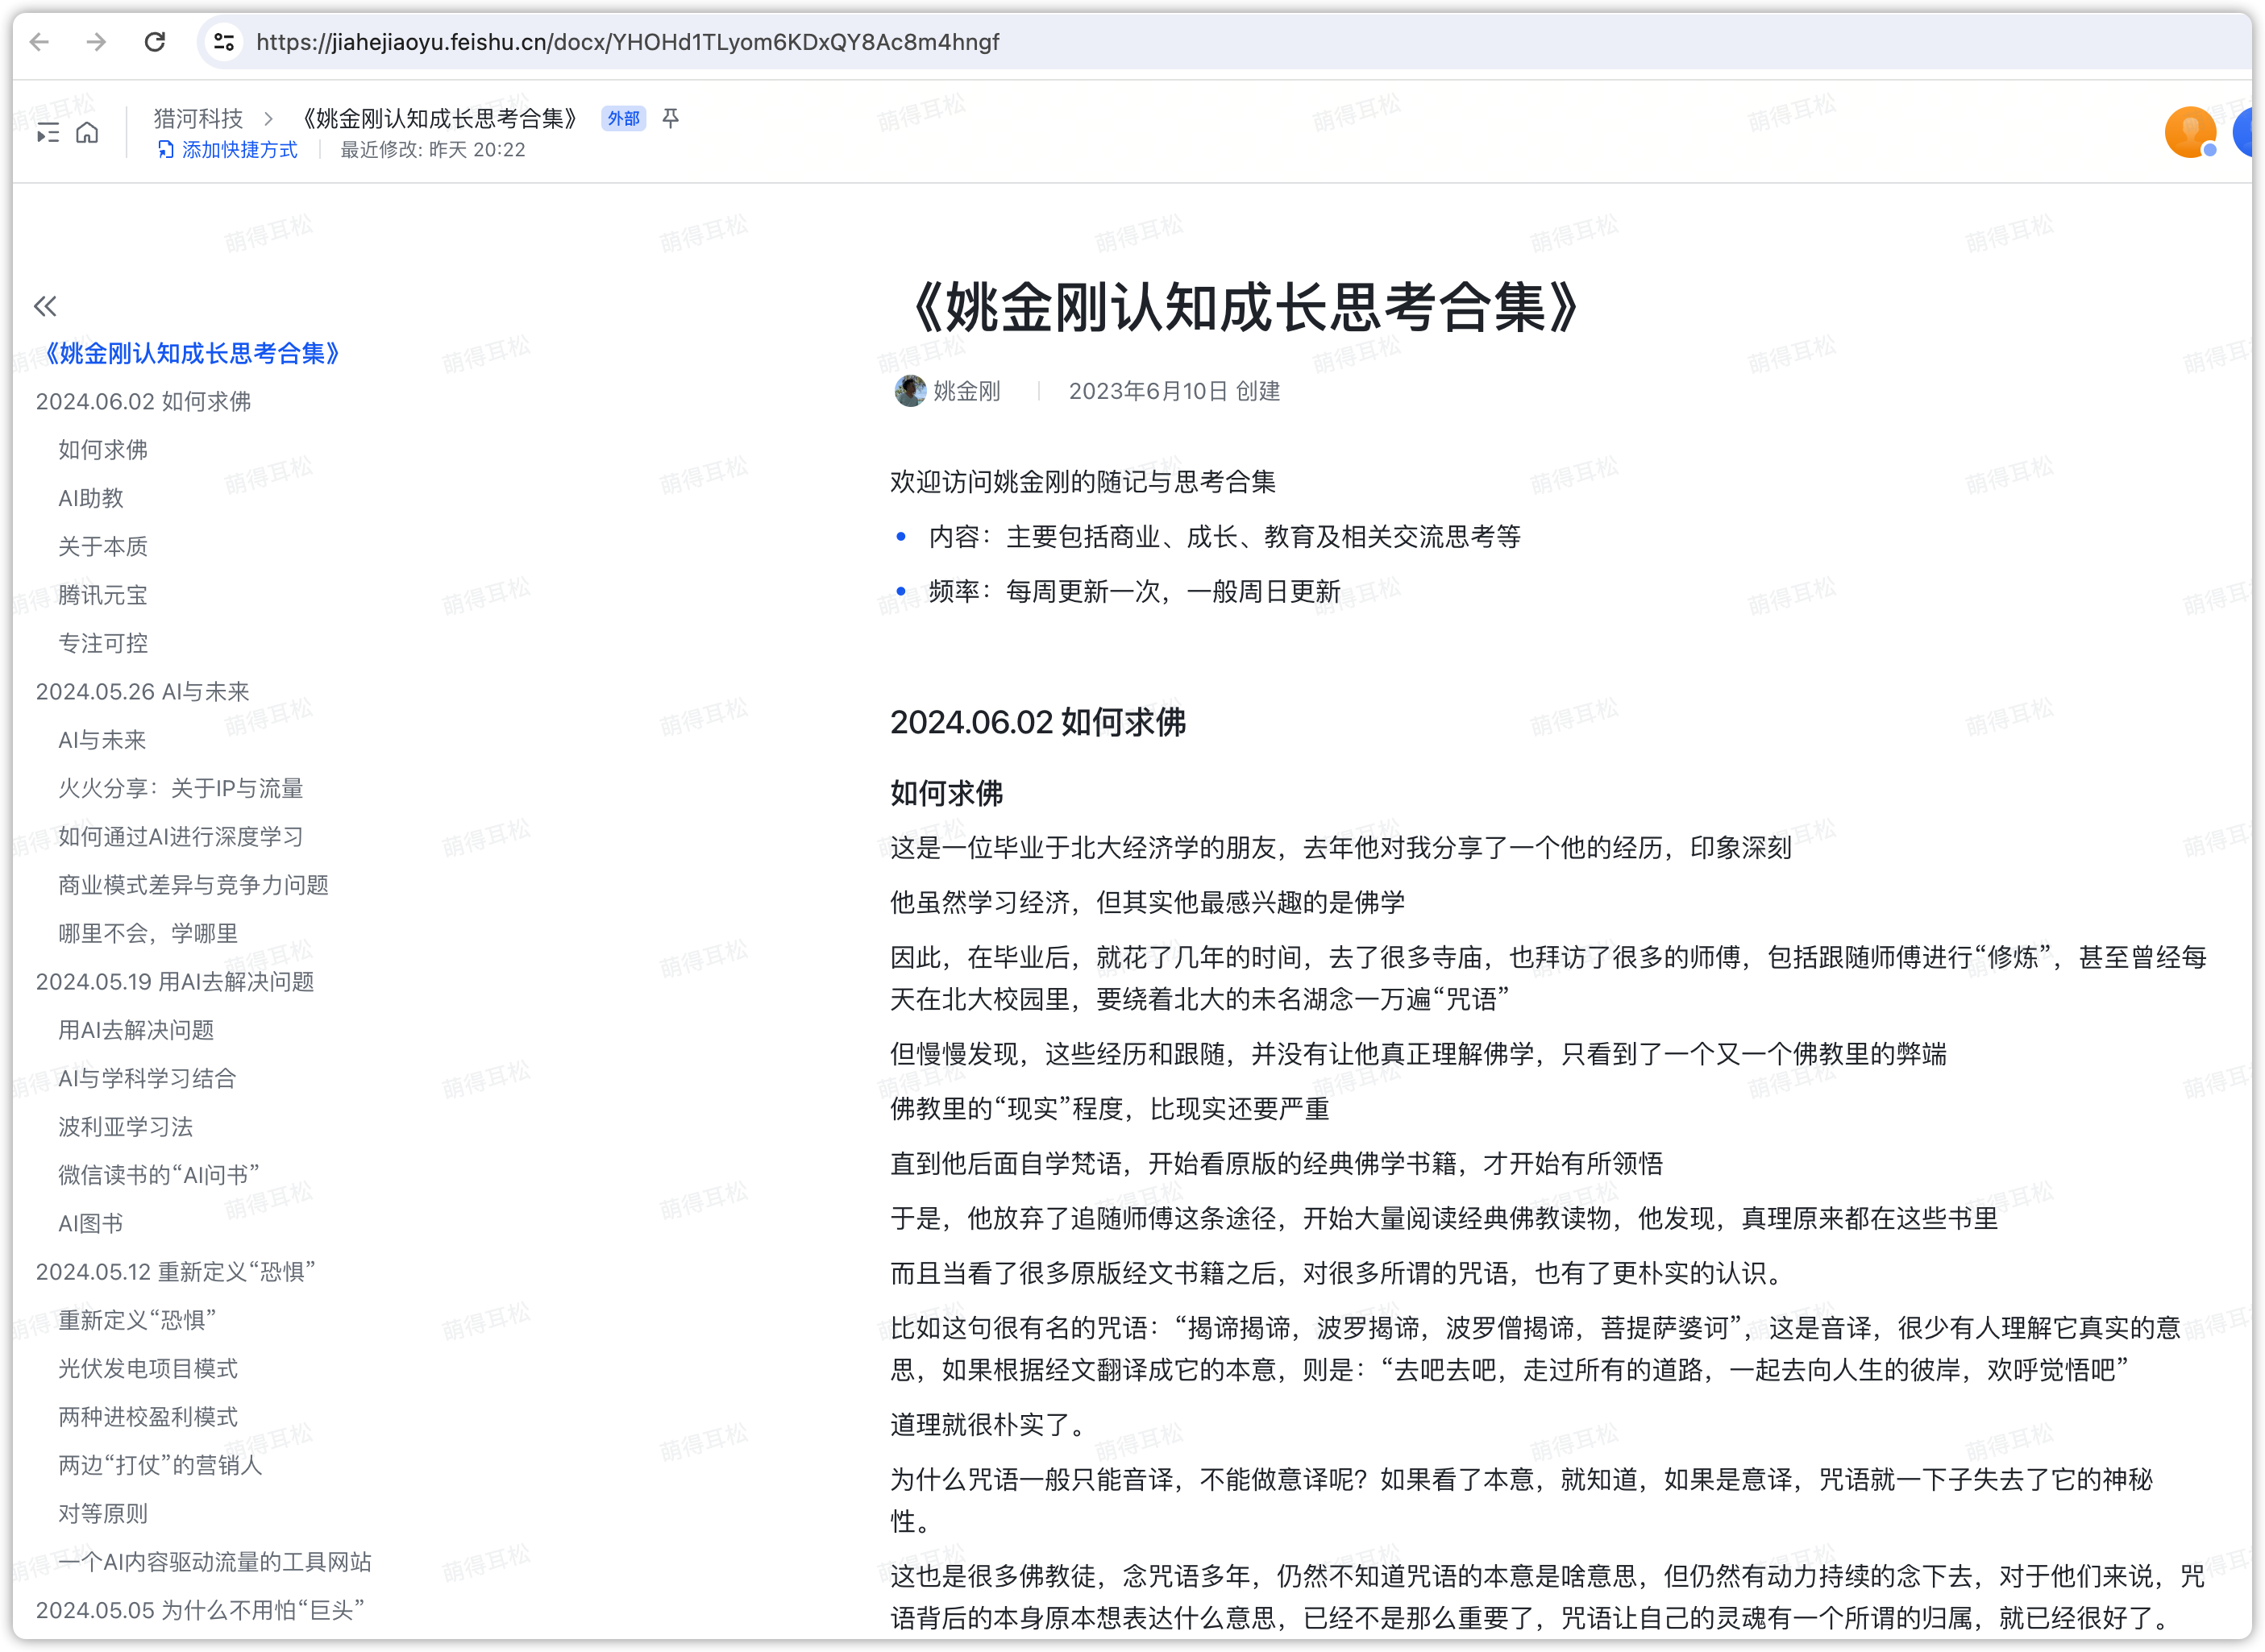 https://jiahejiaoyu.feishu.cn/docx/YHOHd1TLyom6KDxQY8Ac8m4hngf
猎河科技 > 《姚金刚认知成长思考合集》 外部
添加快捷方式 | 最近修改: 昨天 20:22
《姚金刚认知成长思考合集》
2024.06.02 如何求佛
如何求佛
AI助教
关于本质
腾讯元宝
专注可控
2024.05.26 AI与未来
AI与未来
火火分享：关于IP与流量
如何通过AI进行深度学习
商业模式差异与竞争力问题
哪里不会，学哪里
2024.05.19 用AI去解决问题
用AI去解决问题
AI与学科学习结合
波利亚学习法
微信读书的“AI问书”
AI图书
2024.05.12 重新定义“恐惧”
重新定义“恐惧”
光伏发电项目模式
两种进校盈利模式
两边“打仗”的营销人
对等原则
一个AI内容驱动流量的工具网站
2024.05.05 为什么不用怕“巨头”
《姚金刚认知成长思考合集》
姚金刚 | 2023年6月10日 创建
欢迎访问姚金刚的随记与思考合集
• 内容：主要包括商业、成长、教育及相关交流思考等
• 频率：每周更新一次，一般周日更新
2024.06.02 如何求佛
如何求佛
这是一位毕业于北大经济学的朋友，去年他对我分享了一个他的经历，印象深刻
他虽然学习经济，但其实他最感兴趣的是佛学
因此，在毕业后，就花了几年的时间，去了很多寺庙，也拜访了很多的师傅，包括跟随师傅进行“修炼”，甚至曾经每
天在北大校园里，要绕着北大的未名湖念一万遍“咒语”
但慢慢发现，这些经历和跟随，并没有让他真正理解佛学，只看到了一个又一个佛教里的弊端
佛教里的“现实”程度，比现实还要严重
直到他后面自学梵语，开始看原版的经典佛学书籍，才开始有所领悟
于是，他放弃了追随师傅这条途径，开始大量阅读经典佛教读物，他发现，真理原来都在这些书里
而且当看了很多原版经文书籍之后，对很多所谓的咒语，也有了更朴实的认识。
比如这句很有名的咒语：“揭谛揭谛，波罗揭谛，波罗僧揭谛，菩提萨婆诃”，这是音译，很少有人理解它真实的意
思，如果根据经文翻译成它的本意，则是：“去吧去吧，走过所有的道路，一起去向人生的彼岸，欢呼觉悟吧”
道理就很朴实了。
为什么咒语一般只能音译，不能做意译呢？如果看了本意，就知道，如果是意译，咒语就一下子失去了它的神秘
性。
这也是很多佛教徒，念咒语多年，仍然不知道咒语的本意是啥意思，但仍然有动力持续的念下去，对于他们来说，咒
语背后的本身原本想表达什么意思，已经不是那么重要了，咒语让自己的灵魂有一个所谓的归属，就已经很好了。
萌得耳松